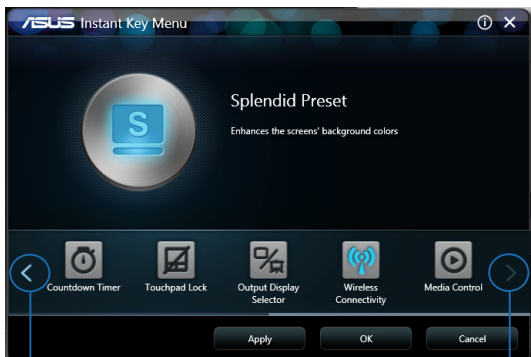 ASUS Instant Key Menu
S
Splendid Preset
Enhances the screens' background colors
Countdown Timer
Touchpad Lock
Output Display
Selector
Wireless
Connectivity
Media Control
Apply
OK
Cancel